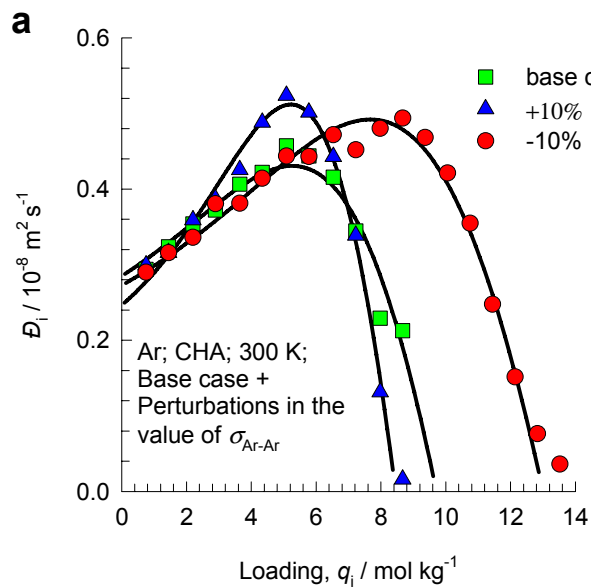 a
0.6
0.4
0.2
0.0
Đi / 10-8 m2 s-1
base c
+10%
-10%
Ar; CHA; 300 K;
Base case +
Perturbations in the
value of σAr-Ar
0 2 4 6 8 10 12 14
Loading, qi / mol kg-1